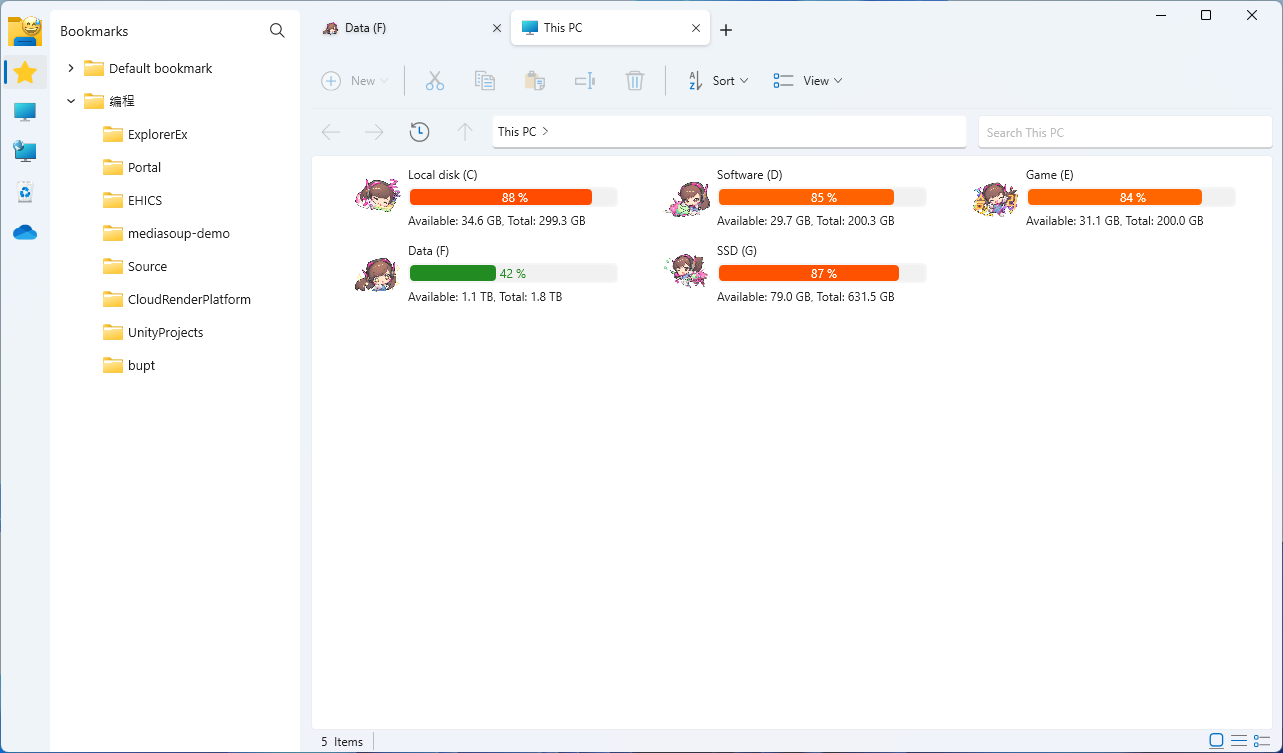 Bookmarks
Default bookmark
编程
ExplorerEx
Portal
EHICS
mediasoup-demo
Source
CloudRenderPlatform
UnityProjects
bupt
Data (F)
This PC
New
Sort
View
This PC
Search This PC
Local disk (C)
88 %
Available: 34.6 GB, Total: 299.3 GB
Software (D)
85 %
Available: 29.7 GB, Total: 200.3 GB
Game (E)
84 %
Available: 31.1 GB, Total: 200.0 GB
Data (F)
42 %
Available: 1.1 TB, Total: 1.8 TB
SSD (G)
87 %
Available: 79.0 GB, Total: 631.5 GB
5 Items